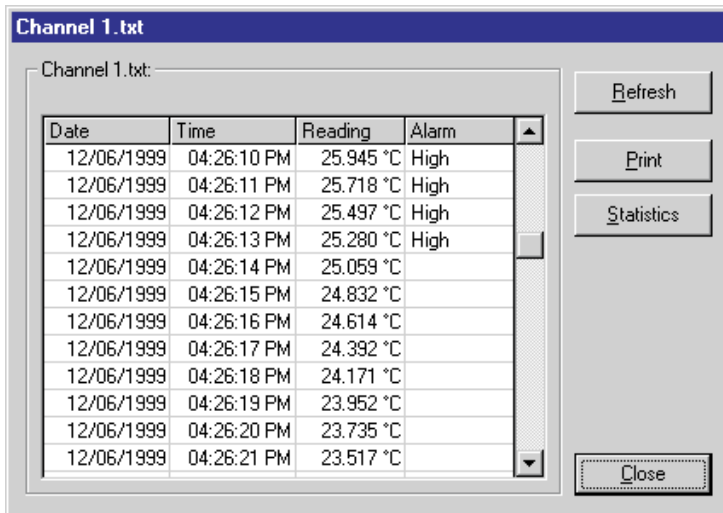 Channel 1.txt
Channel 1.txt:
Refresh
Print
Statistics
Close
Date Time Reading Alarm
12/06/1999 04:26:10 PM 25.945 °C High
12/06/1999 04:26:11 PM 25.718 °C High
12/06/1999 04:26:12 PM 25.497 °C High
12/06/1999 04:26:13 PM 25.280 °C High
12/06/1999 04:26:14 PM 25.059 °C
12/06/1999 04:26:15 PM 24.832 °C
12/06/1999 04:26:16 PM 24.614 °C
12/06/1999 04:26:17 PM 24.392 °C
12/06/1999 04:26:18 PM 24.171 °C
12/06/1999 04:26:19 PM 23.952 °C
12/06/1999 04:26:20 PM 23.735 °C
12/06/1999 04:26:21 PM 23.517 °C